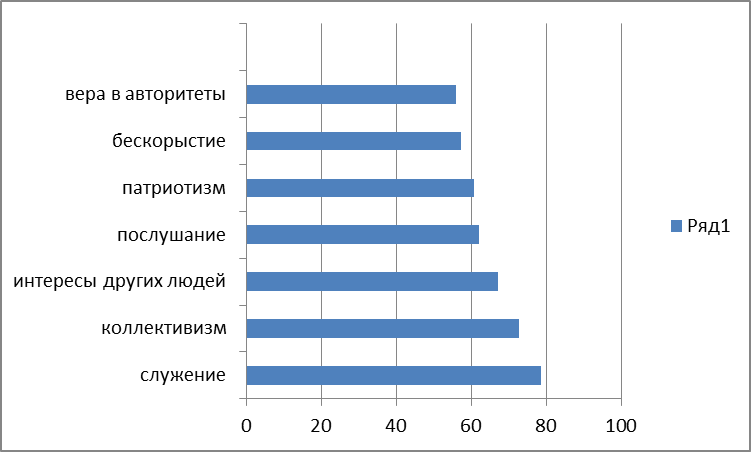 вера в авторитеты
бескорыстие
патриотизм
послушание
интересы других людей
коллективизм
служение
0 20 40 60 80 100
Ряд1